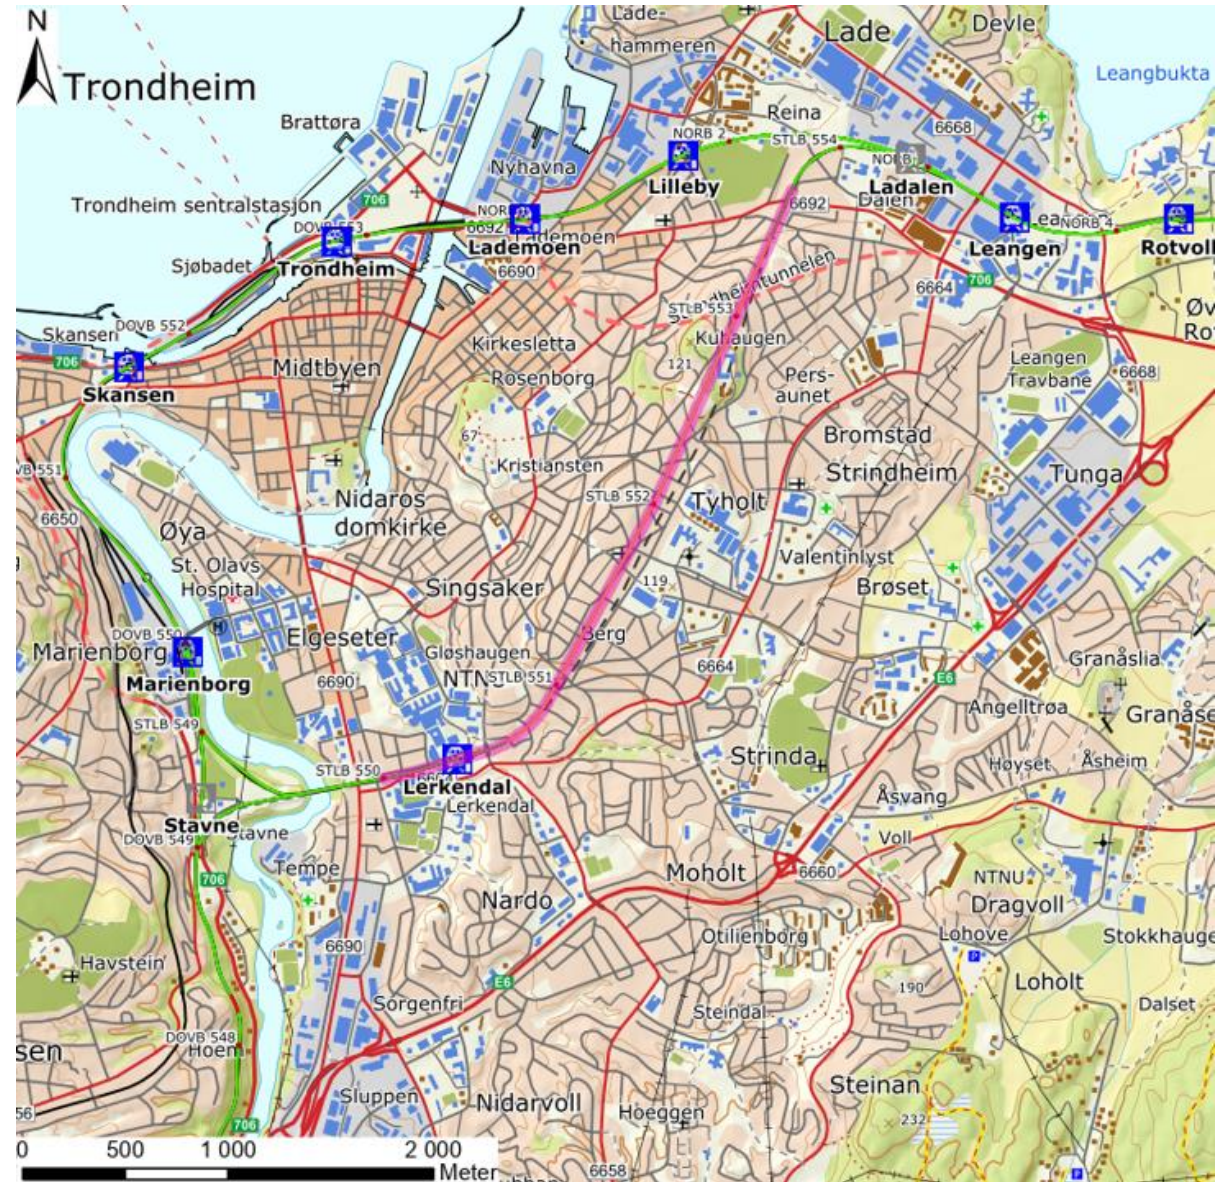 N
Trondheim
Lade-
hammeren
Lade
Devle
Leangbukta
Brattøra
Nyhavna
Reina
NORB 2
STLB 554
6668
Lilleby
Ladalen
Dalen
6692
Trondheim sentralstasjon
706
6692
Lademoen
Leangen
NORB 4
Rotvoll
Sjøbadet
Trondheim
6690
6664
706
STLB 553
Skansen
DOVB 552
706
Skansen
Midtbyen
Kirkesletta
Kuhaugen
121
Rosenborg
Pers-
aunet
Leangen
Travbane
6668
67
Kristiansten
Bromstad
Strindheim
Tunga
6650
Øya
Nidaros
domkirke
STLB 552
Tyholt
Valentinlyst
St. Olavs
Hospital
Singsaker
119
Brøset
DOVB 550
Marienborg
Marienborg
Elgeseter
Gløshaugen
Berg
STLB 551
6690
6664
E6
Granåslia
Angelltrøa
STLB 549
STLB 550
Lerkendal
Lerkendal
Strinda
Høyset
Åsheim
Åsvang
Stavne
Stavne
DOVB 549
Tempe
706
Voll
Moholt
6660
NTNU
Dragvoll
Nardo
Otilienborg
Lohove
6690
Havstein
E6
190
Loholt
Sorgenfri
Steindal
Dalset
DOVB 548
Hoem
Sluppen
Nidarvoll
Hoeggen
Steinan
232
706
0 500 1 000 2 000
Meter
6658